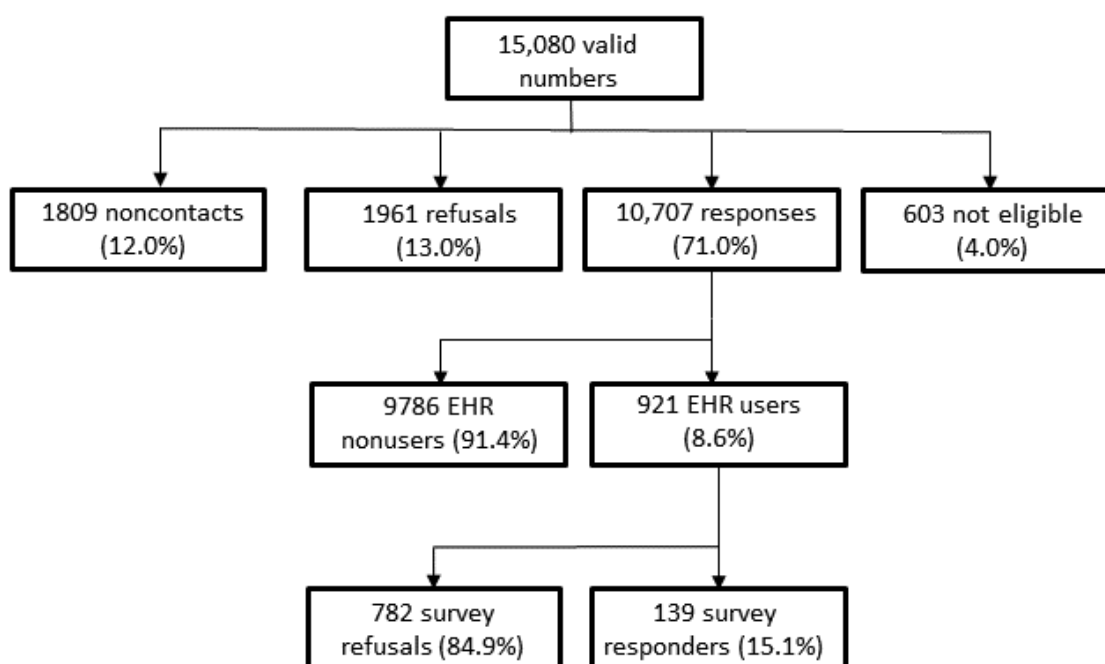 15,080 valid
numbers
1809 noncontacts
(12.0%)
1961 refusals
(13.0%)
10,707 responses
(71.0%)
603 not eligible
(4.0%)
9786 EHR
nonusers (91.4%)
921 EHR users
(8.6%)
782 survey
refusals (84.9%)
139 survey
responders (15.1%)